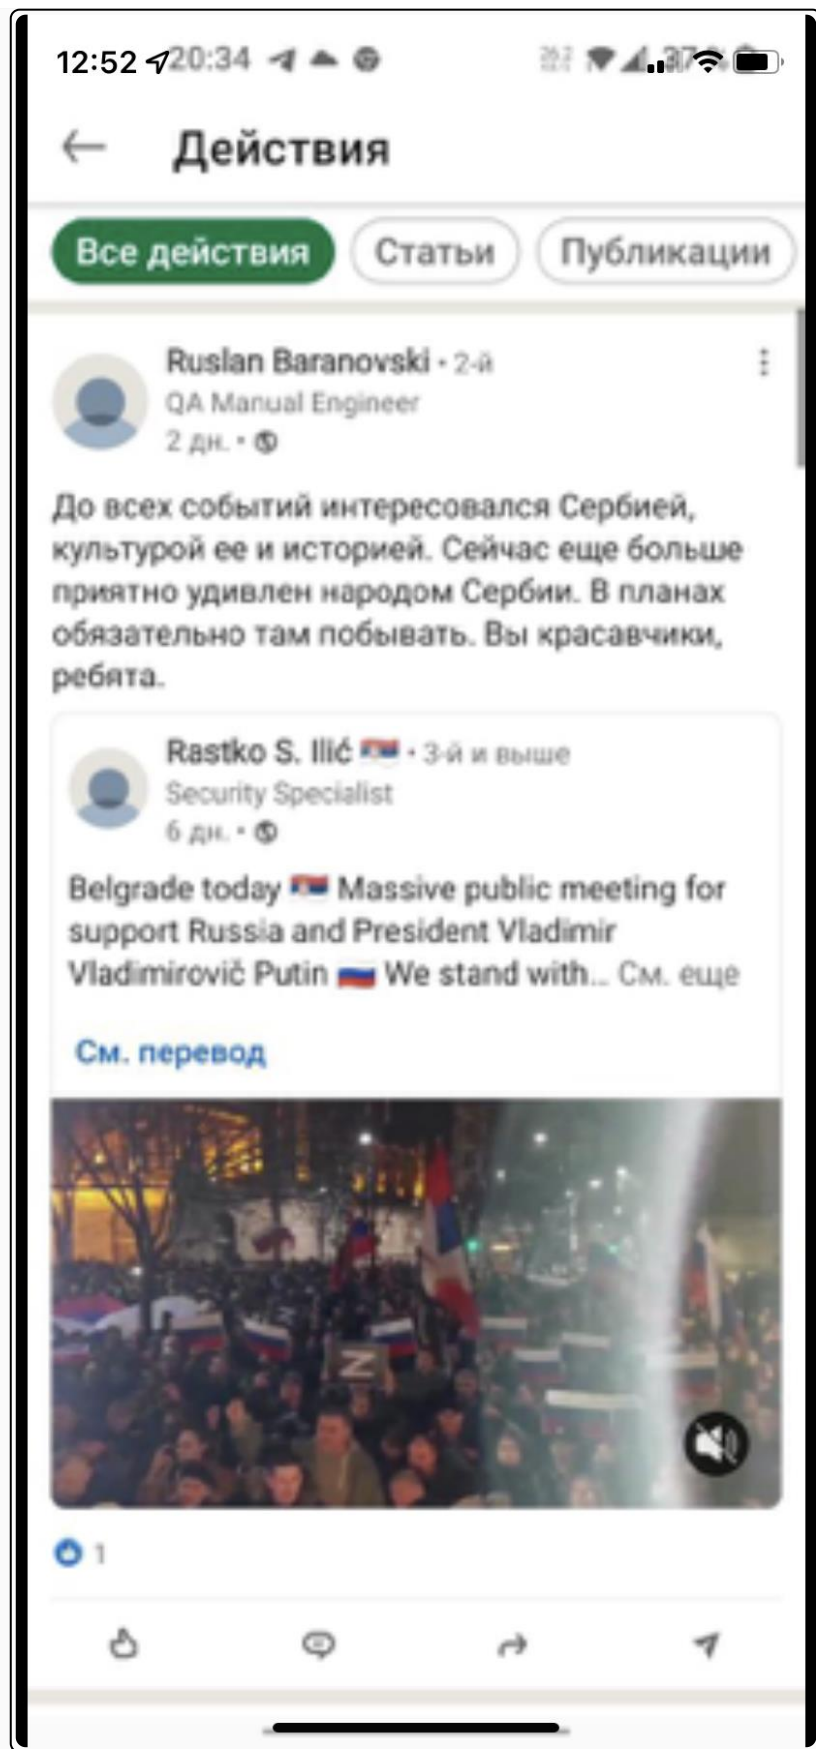 12:52 20:34
Действия
Все действия Статьи Публикации
Ruslan Baranovski • 2-й
QA Manual Engineer
2 дн. •
До всех событий интересовался Сербией,
культурой ее и историей. Сейчас еще больше
приятно удивлен народом Сербии. В планах
обязательно там побывать. Вы красавчики,
ребята.
Rastko S. Ilić 🇷🇸 • 3-й и выше
Security Specialist
6 дн. •
Belgrade today 🇷🇸 Massive public meeting for
support Russia and President Vladimir
Vladimirovič Putin 🇷🇺 We stand with... См. еще
См. перевод
Z
1